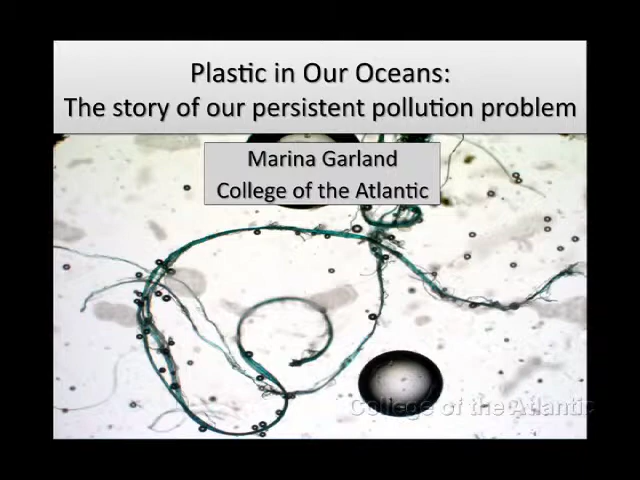 Plastic in Our Oceans:
The story of our persistent pollution problem
Marina Garland
College of the Atlantic
College of the Atlantic